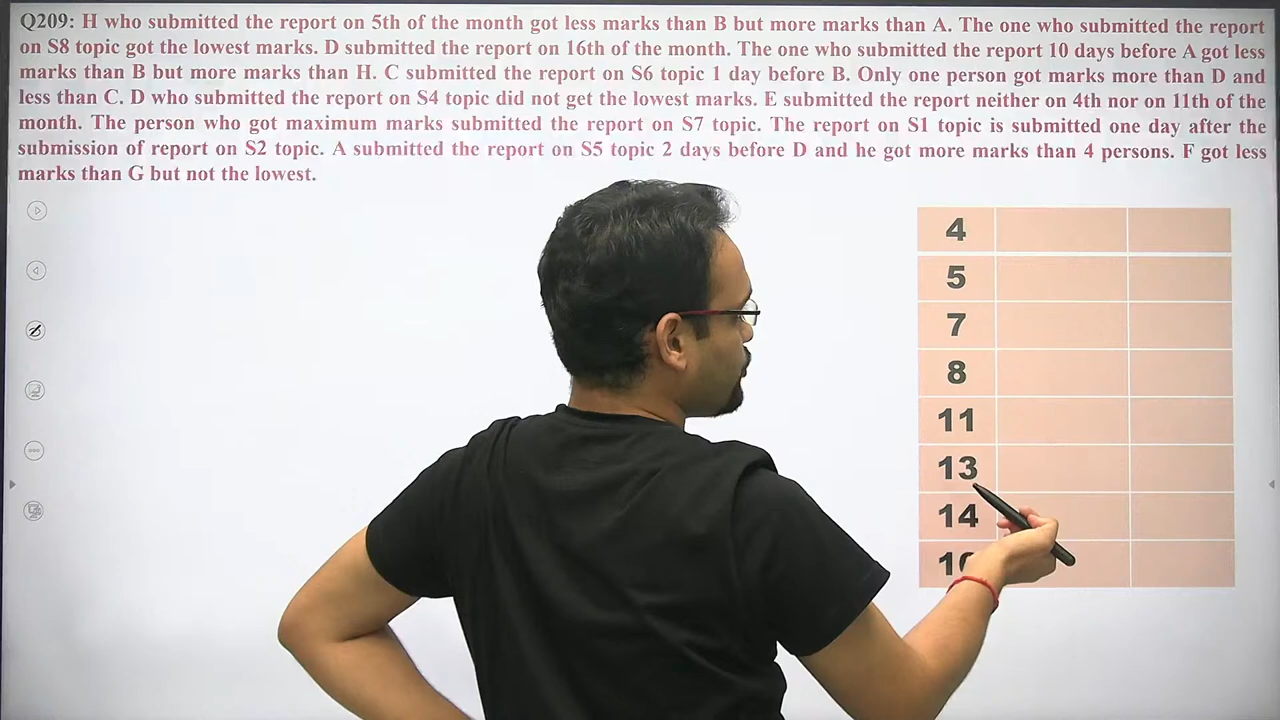 Q209: H who submitted the report on 5th of the month got less marks than B but more marks than A. The one who submitted the report
on S8 topic got the lowest marks. D submitted the report on 16th of the month. The one who submitted the report 10 days before A got less
marks than B but more marks than H. C submitted the report on S6 topic 1 day before B. Only one person got marks more than D and
less than C. D who submitted the report on S4 topic did not get the lowest marks. E submitted the report neither on 4th nor on 11th of the
month. The person who got maximum marks submitted the report on S7 topic. The report on S1 topic is submitted one day after the
submission of report on S2 topic. A submitted the report on S5 topic 2 days before D and he got more marks than 4 persons. F got less
marks than G but not the lowest.
4
5
7
8
11
13
14